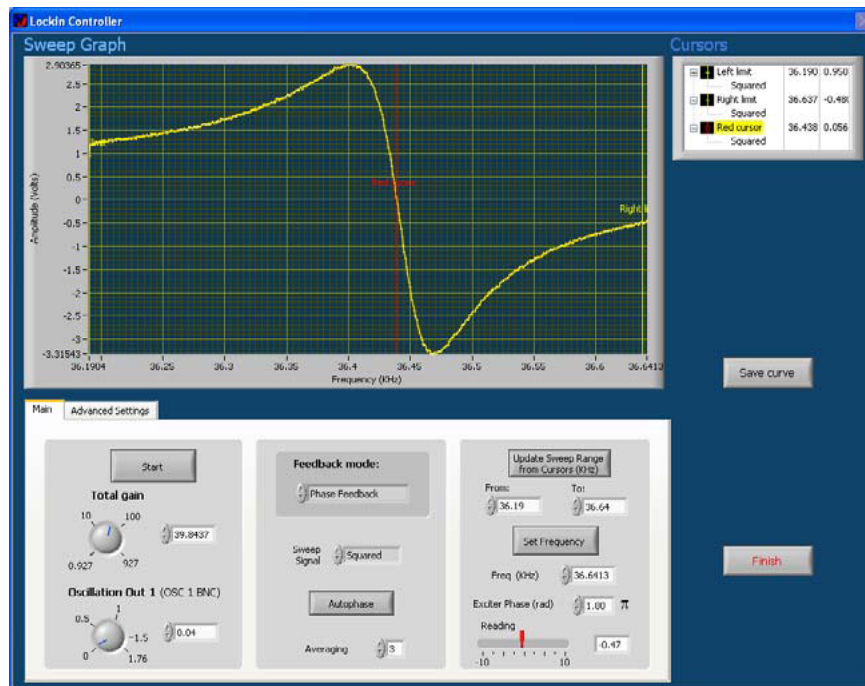 Lockin Controller
Sweep Graph
Cursors
2.90365
2.5
2
1.5
1
0.5
0
-0.5
-1
-1.5
-2
-2.5
-3
-3.31543
Amplitude (Volts)
Red cursor
Right li
36.1904 36.25 36.3 36.35 36.4 36.45 36.5 36.55 36.6 36.6413
Frequency (KHz)
Left limit 36.190 0.950
Squared
Right limit 36.637 -0.480
Squared
Red cursor 36.438 0.056
Squared
Save curve
Finish
Main Advanced Settings
Start
Total gain
10 100
0.927 927
39.8437
Oscillation Out 1 (OSC 1 BNC)
0.5 1
-1.5
0 1.76
0.04
Feedback mode:
Phase Feedback
Sweep Signal Squared
Autophase
Averaging 3
Update Sweep Range
from Cursors (KHz)
From: To:
36.19 36.64
Set Frequency
Freq (KHz) 36.6413
Exciter Phase (rad) 1.00 π
Reading
-10 10
-0.47